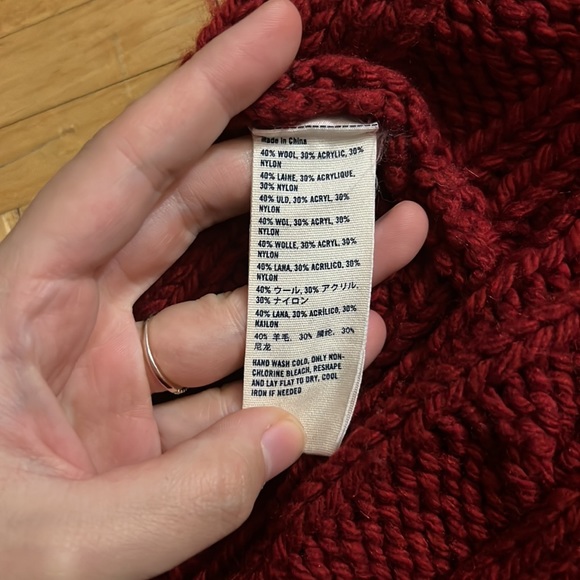 Made in China
40% WOOL, 30% ACRYLIC, 30%
NYLON
40% LAINE, 30% ACRYLIQUE,
30% NYLON
40% ULD, 30% ACRYL, 30%
NYLON
40% WOL, 30% ACRYL, 30%
NYLON
40% WOLLE, 30% ACRYL, 30%
NYLON
40% LANA, 30% ACRILICO, 30%
NYLON
40% ウール, 30% アクリル,
30% ナイロン
40% LANA, 30% ACRÍLICO, 30%
NAILON
40% 羊毛, 30% 腈纶, 30%
尼龙
HAND WASH COLD, ONLY NON-
CHLORINE BLEACH, RESHAPE
AND LAY FLAT TO DRY, COOL
IRON IF NEEDED